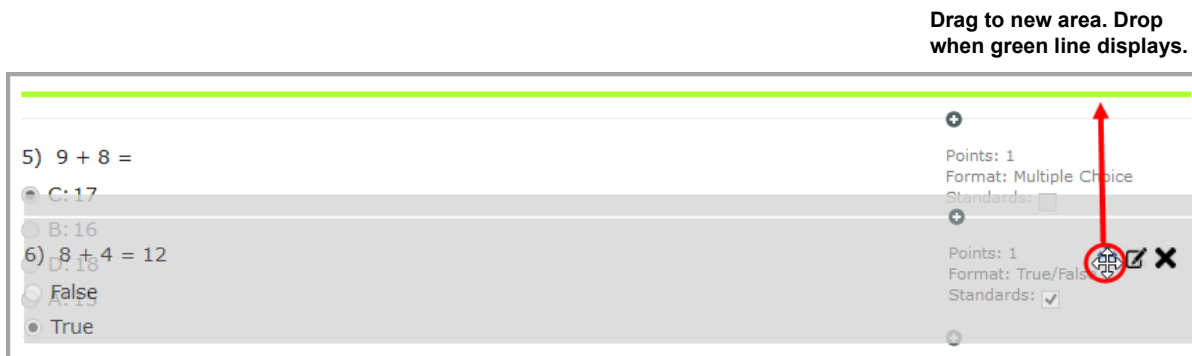 Drag to new area. Drop
when green line displays.
5) 9 + 8 =
Points: 1
Format: Multiple Choice
Standards:
C: 17
B: 16
6) 8 + 4 = 12
Points: 1
Format: True/False
Standards:
D: 18
False
A: 15
True